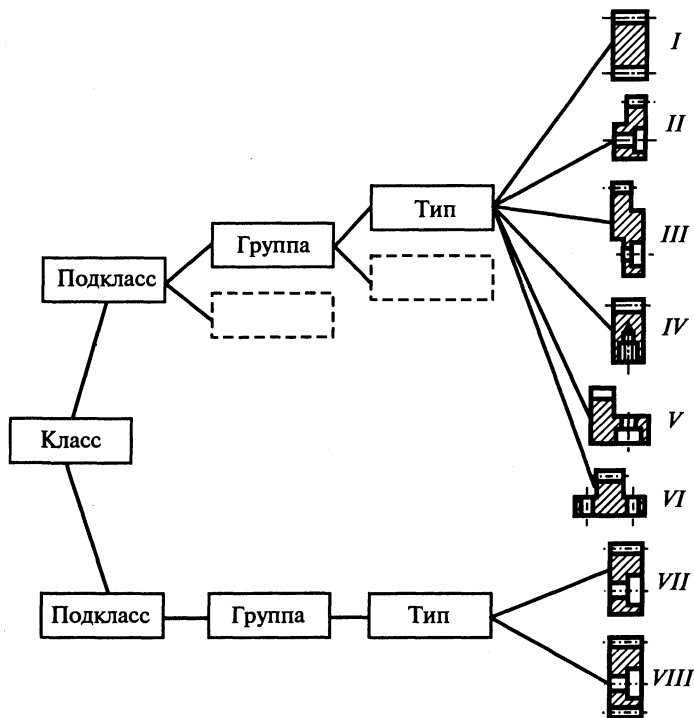 I
II
Тип
III
Группа
Подкласс
IV
V
Класс
VI
VII
Подкласс Группа Тип
VIII